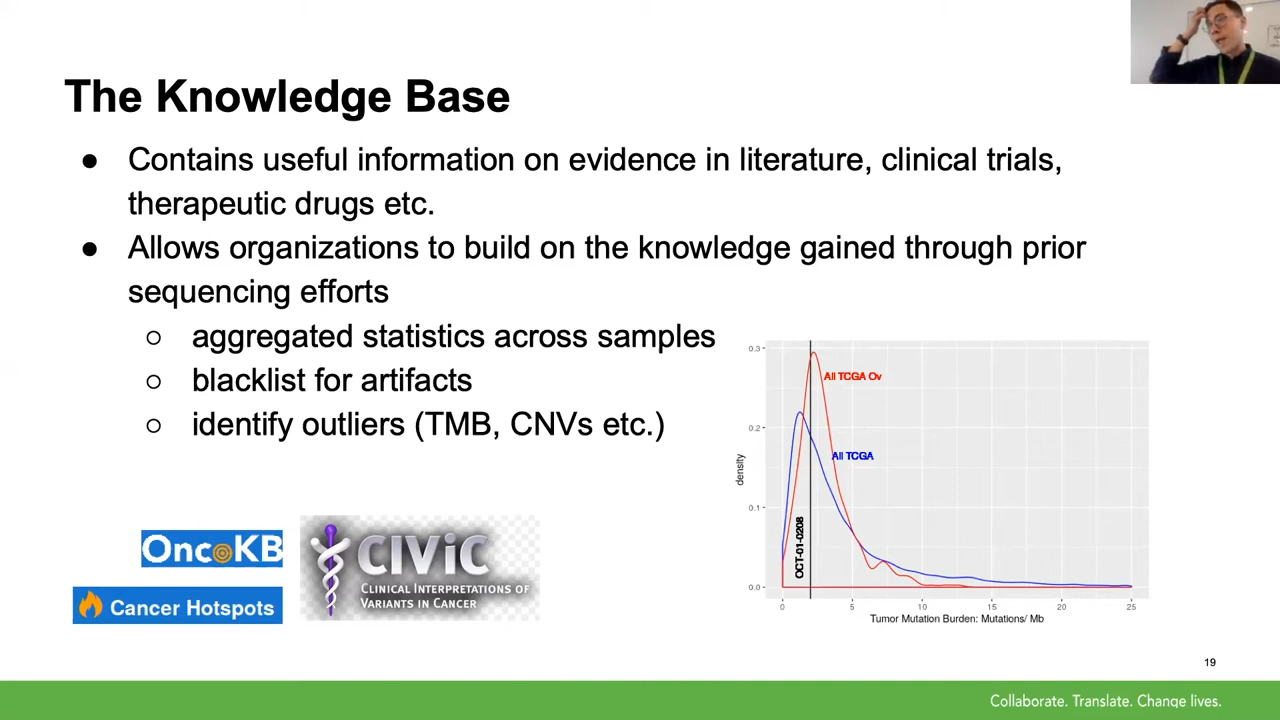 The Knowledge Base
● Contains useful information on evidence in literature, clinical trials,
therapeutic drugs etc.
● Allows organizations to build on the knowledge gained through prior
sequencing efforts
○ aggregated statistics across samples
○ blacklist for artifacts
○ identify outliers (TMB, CNVs etc.)
OncoKB
Cancer Hotspots
CIViC
CLINICAL INTERPRETATIONS OF
VARIANTS IN CANCER
0.3
0.2
0.1
0.0
density
All TCGA Ov
All TCGA
OCT-01-0208
0 5 10 15 20 25
Tumor Mutation Burden: Mutations/ Mb
19
Collaborate. Translate. Change lives.